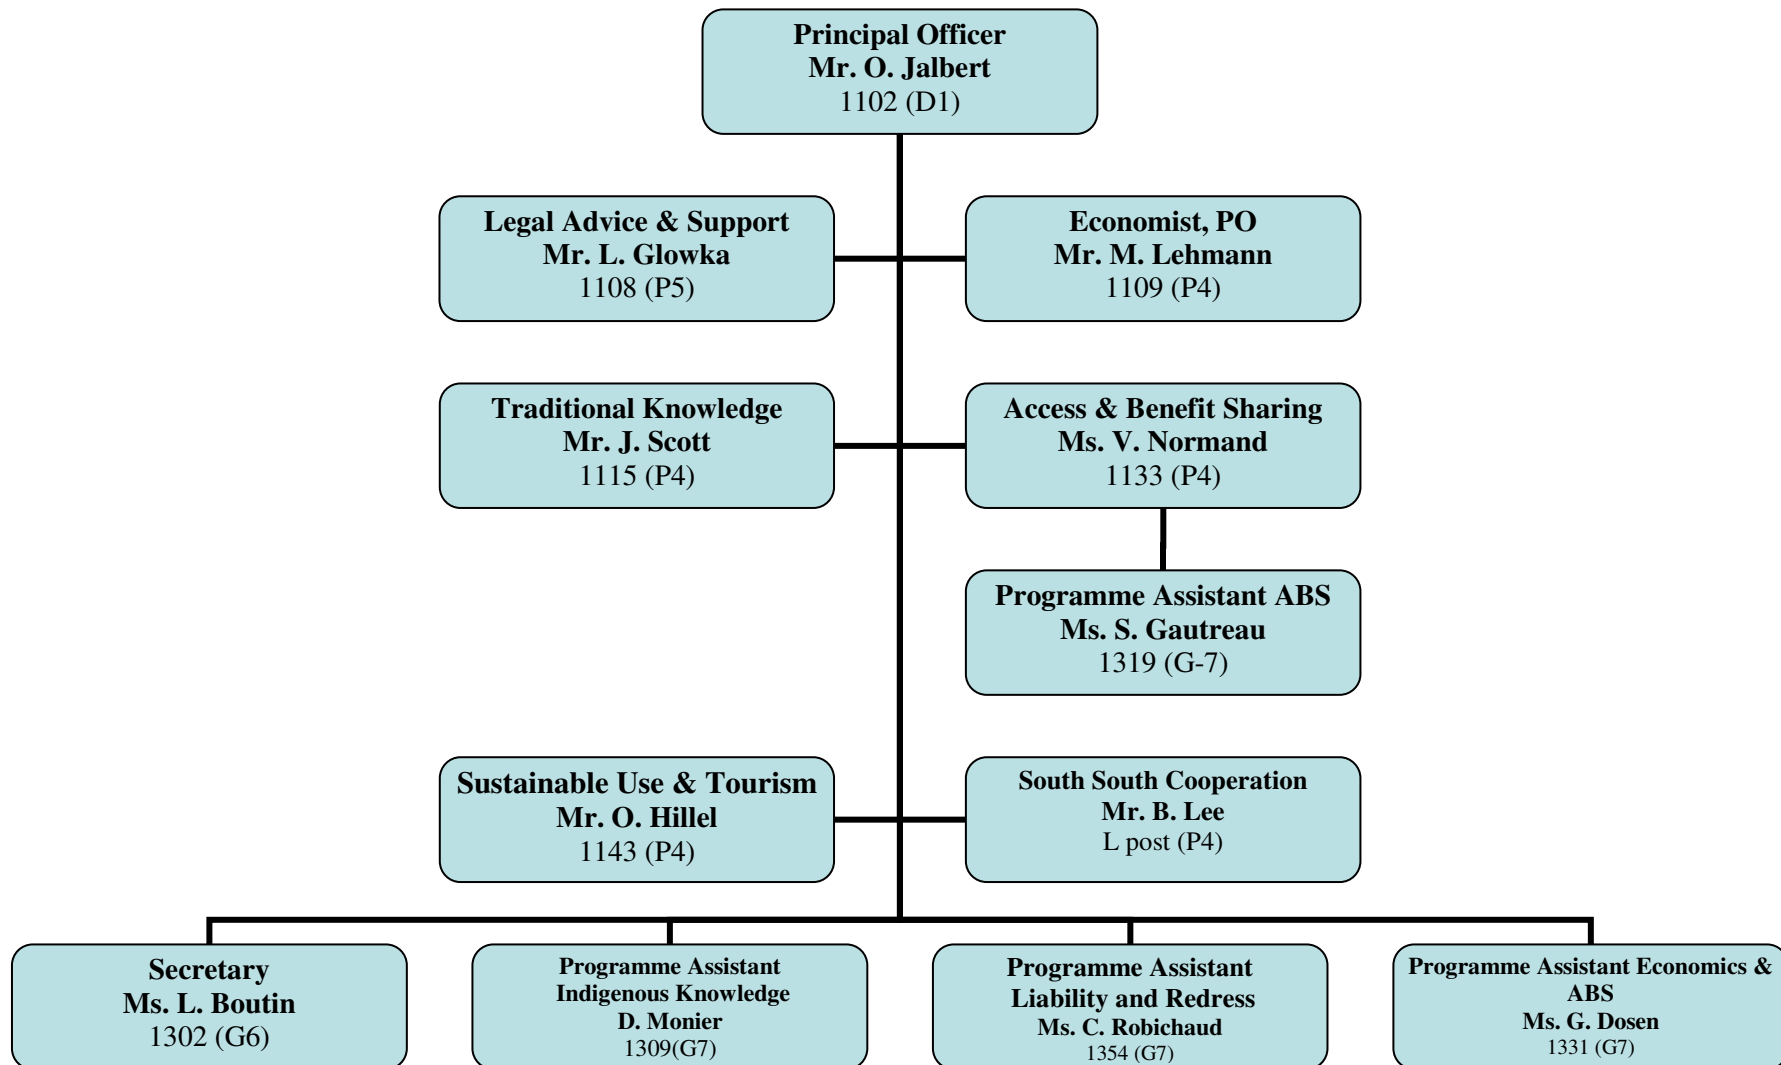 Principal Officer
Mr. O. Jalbert
1102 (D1)
Legal Advice & Support
Mr. L. Glowka
1108 (P5)
Economist, PO
Mr. M. Lehmann
1109 (P4)
Traditional Knowledge
Mr. J. Scott
1115 (P4)
Access & Benefit Sharing
Ms. V. Normand
1133 (P4)
Programme Assistant ABS
Ms. S. Gautreau
1319 (G-7)
Sustainable Use & Tourism
Mr. O. Hillel
1143 (P4)
South South Cooperation
Mr. B. Lee
L post (P4)
Secretary
Ms. L. Boutin
1302 (G6)
Programme Assistant
Indigenous Knowledge
D. Monier
1309(G7)
Programme Assistant
Liability and Redress
Ms. C. Robichaud
1354 (G7)
Programme Assistant Economics &
ABS
Ms. G. Dosen
1331 (G7)